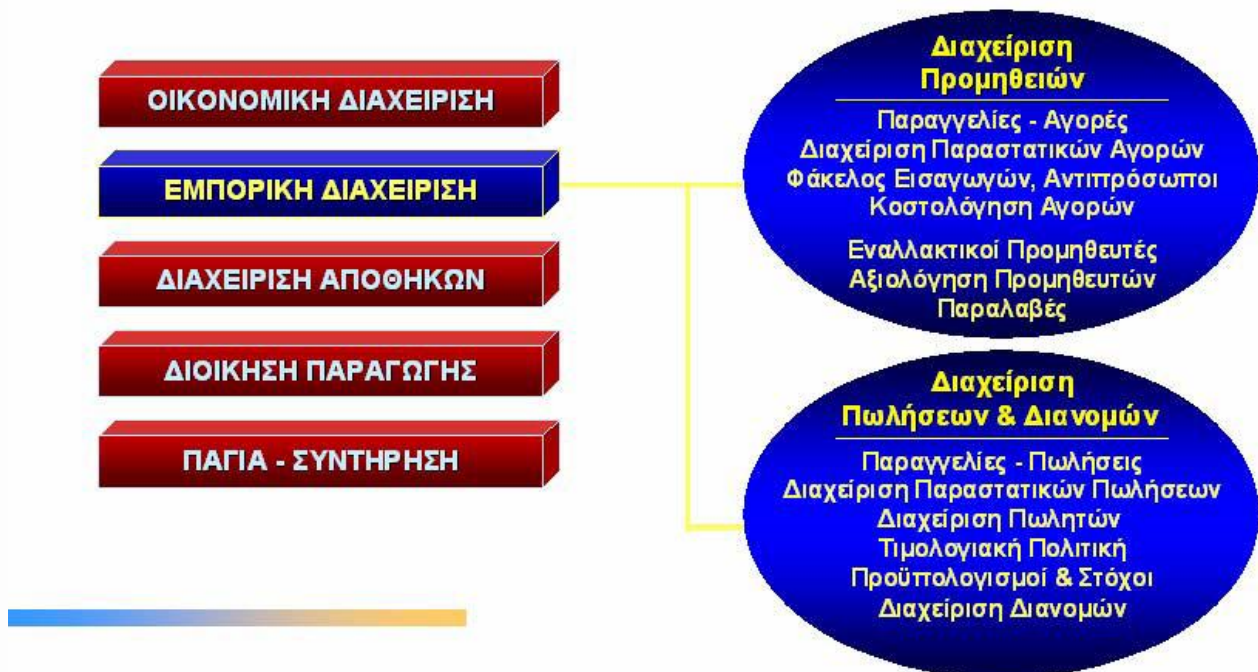 ΟΙΚΟΝΟΜΙΚΗ ΔΙΑΧΕΙΡΙΣΗ
ΕΜΠΟΡΙΚΗ ΔΙΑΧΕΙΡΙΣΗ
ΔΙΑΧΕΙΡΙΣΗ ΑΠΟΘΗΚΩΝ
ΔΙΟΙΚΗΣΗ ΠΑΡΑΓΩΓΗΣ
ΠΑΓΙΑ - ΣΥΝΤΗΡΗΣΗ
Διαχείριση
Προμηθειών
Παραγγελίες - Αγορές
Διαχείριση Παραστατικών Αγορών
Φάκελος Εισαγωγών, Αντιπρόσωποι
Κοστολόγηση Αγορών
Εναλλακτικοί Προμηθευτές
Αξιολόγηση Προμηθευτών
Παραλαβές
Διαχείριση
Πωλήσεων & Διανομών
Παραγγελίες - Πωλήσεις
Διαχείριση Παραστατικών Πωλήσεων
Διαχείριση Πωλητών
Τιμολογιακή Πολιτική
Προϋπολογισμοί & Στόχοι
Διαχείριση Διανομών